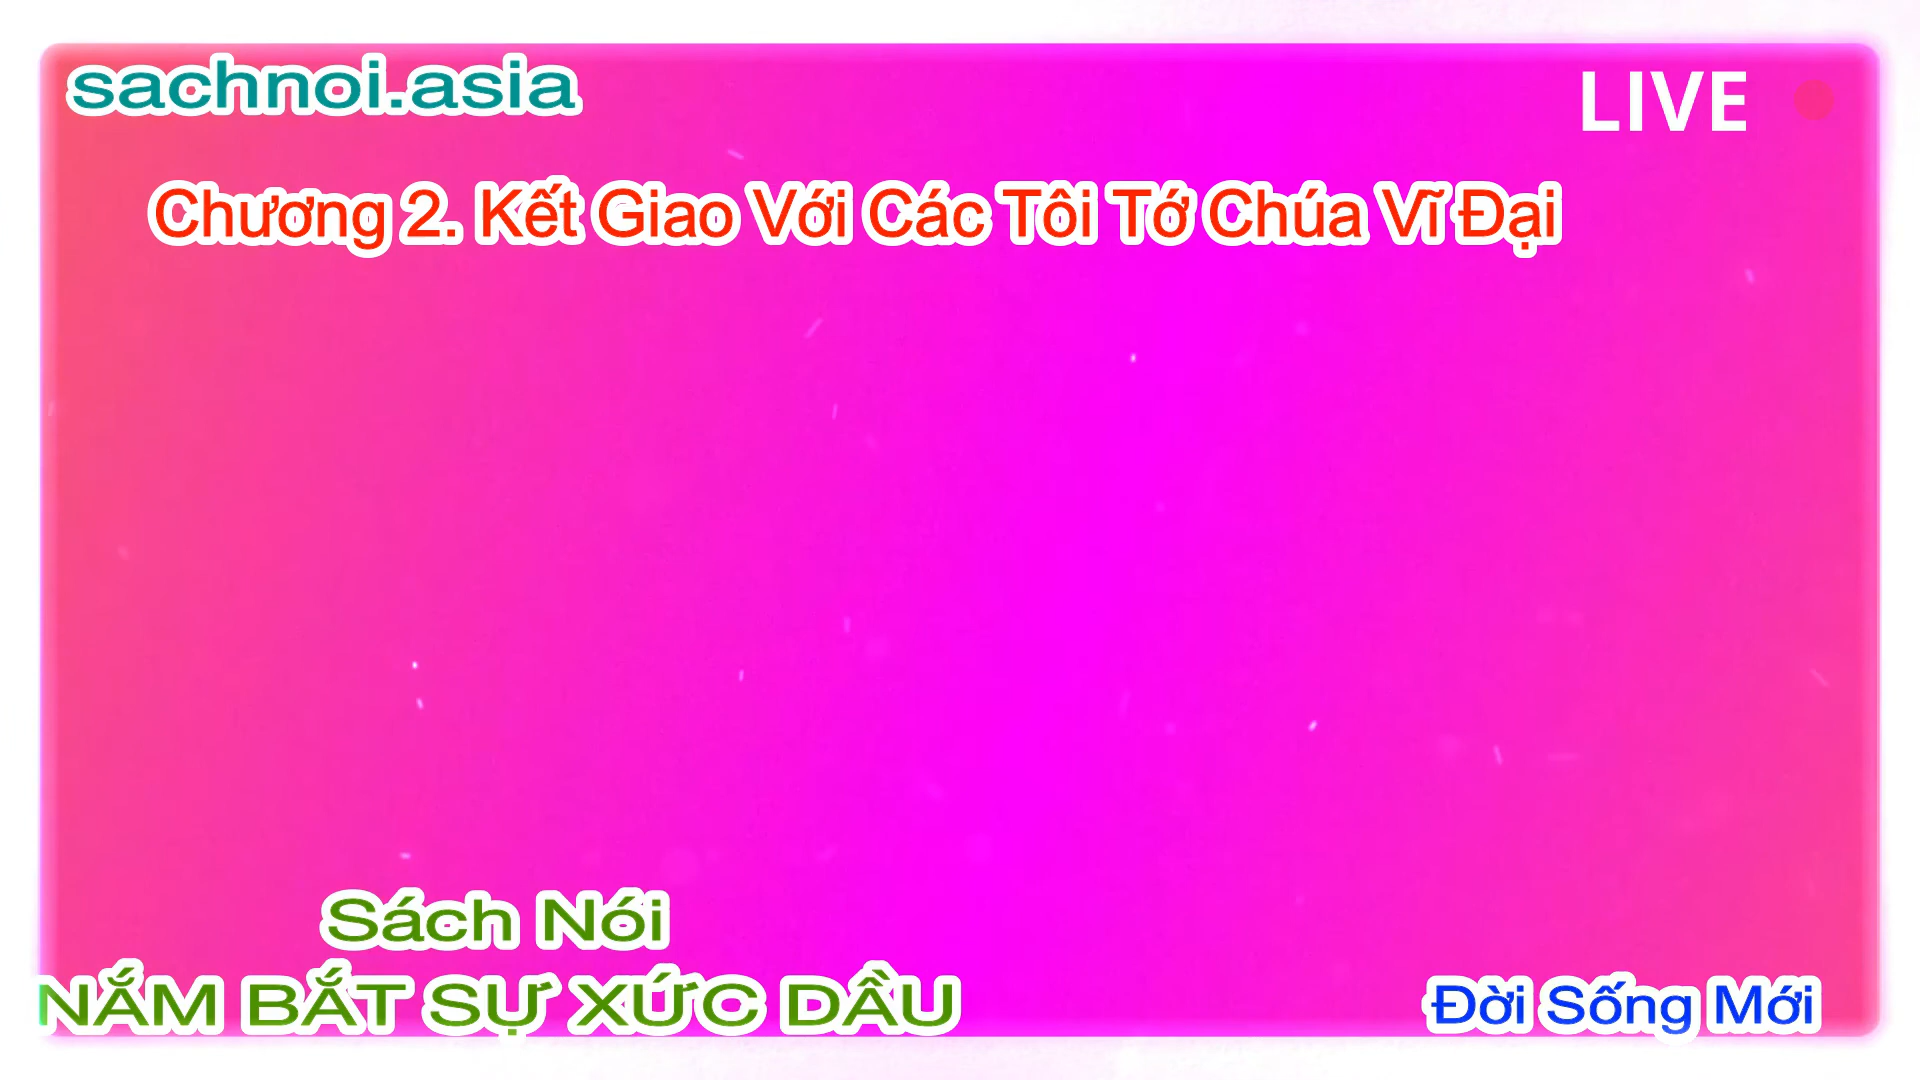 sachnoi.asia
LIVE
Chương 2. Kết Giao Với Các Tôi Tớ Chúa Vĩ Đại
Sách Nói
NẮM BẮT SỰ XỨC DẦU
Đời Sống Mới